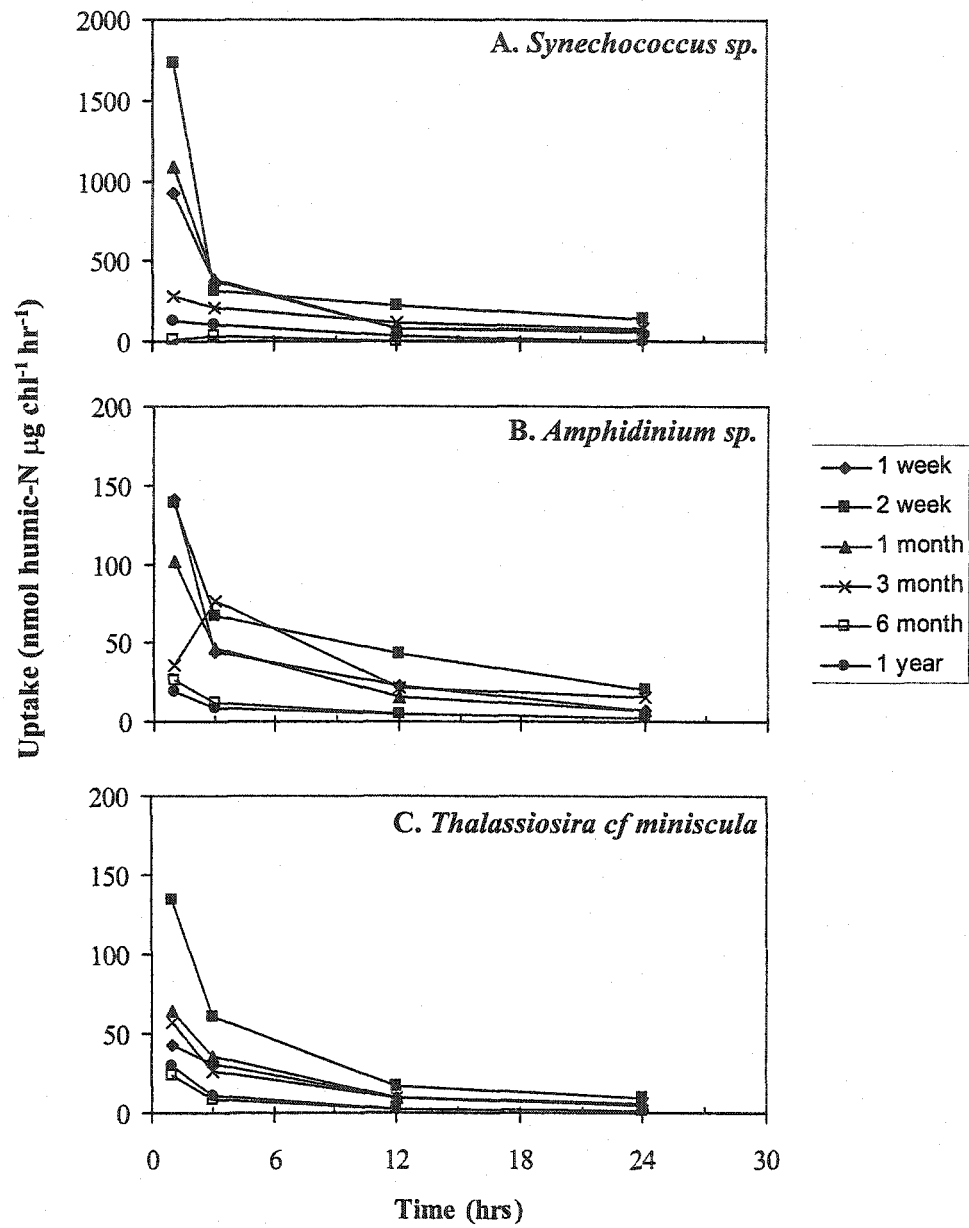 2000
1500
1000
500
0
A. Synechococcus sp.
200
150
100
50
0
B. Amphidinium sp.
200
150
100
50
0
C. Thalassiosira cf miniscula
0 6 12 18 24 30
Time (hrs)
Uptake (nmol humic-N µg chl⁻¹ hr⁻¹)
1 week
2 week
1 month
3 month
6 month
1 year